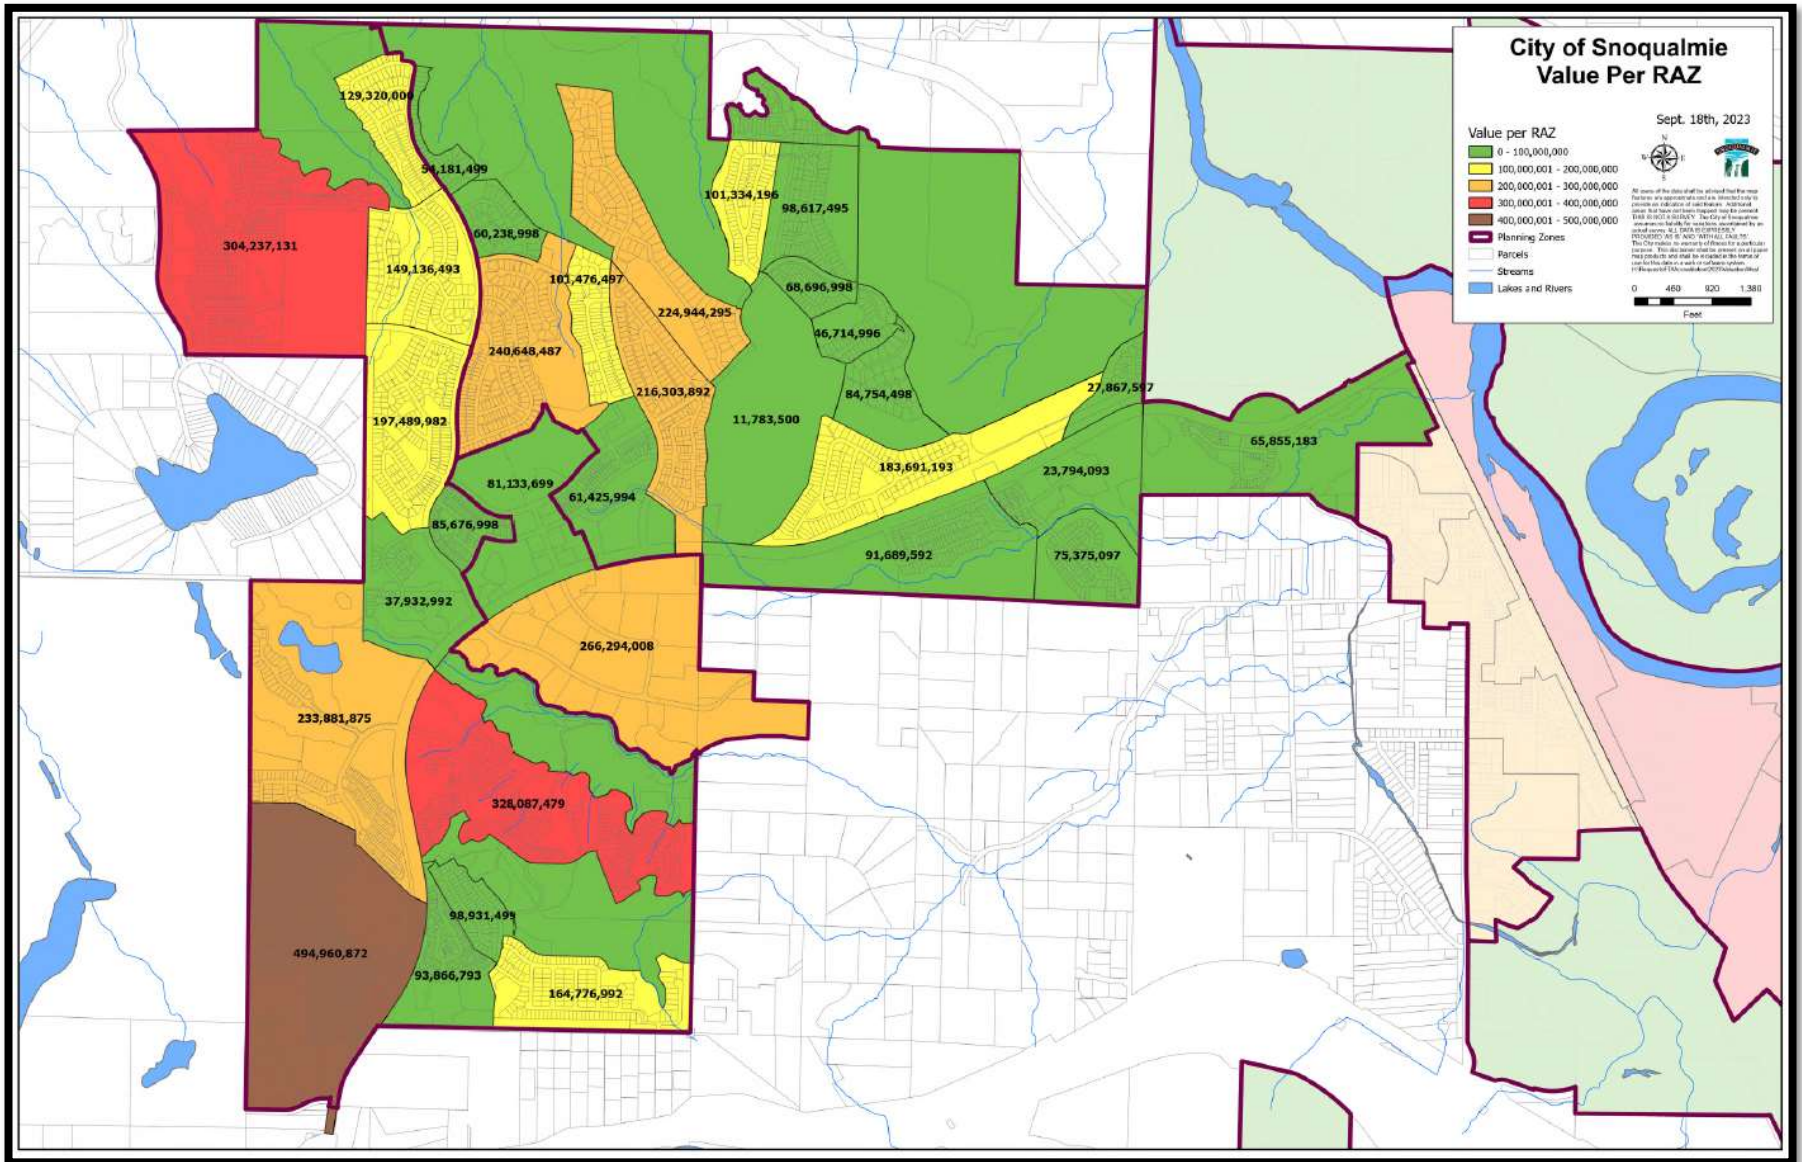 City of Snoqualmie
Value Per RAZ
Sept. 18th, 2023
Value per RAZ
0 - 100,000,000
100,000,001 - 200,000,000
200,000,001 - 300,000,000
300,000,001 - 400,000,000
400,000,001 - 500,000,000
Planning Zones
Parcels
Streams
Lakes and Rivers
N
W E
S
SNOQUALMIE
0 460 920 1,380
Feet
129,320,009
54,181,499
101,334,196
98,617,495
304,237,131
60,238,998
149,136,493
101,476,497
68,696,998
224,944,295
46,714,996
240,648,487
216,303,892
84,754,498
27,867,597
197,489,982
11,783,500
65,855,183
183,691,193
23,794,093
81,133,699
61,425,994
85,676,998
91,689,592
75,375,097
37,932,992
266,294,008
233,881,875
328,087,479
98,931,499
494,960,872
93,866,793
164,776,992